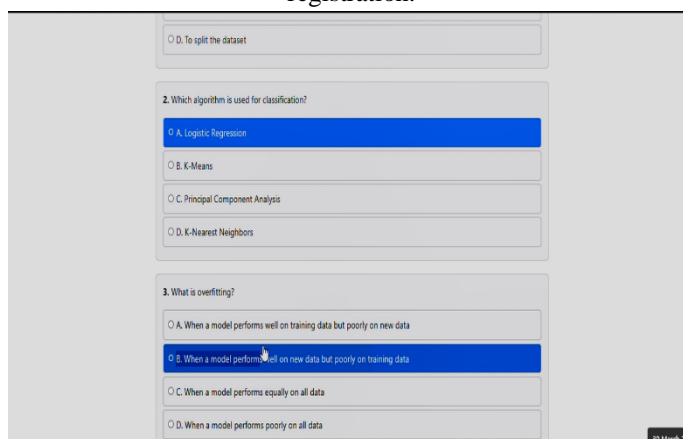 registration.
D. To split the dataset
2. Which algorithm is used for classification?
A. Logistic Regression
B. K-Means
C. Principal Component Analysis
D. K-Nearest Neighbors
3. What is overfitting?
A. When a model performs well on training data but poorly on new data
B. When a model performs well on new data but poorly on training data
C. When a model performs equally on all data
D. When a model performs poorly on all data